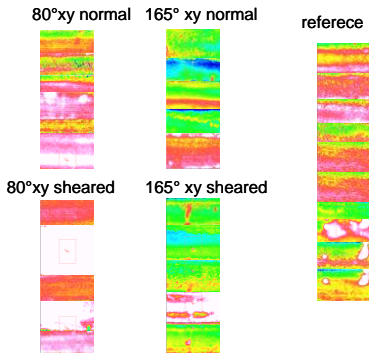 80°xy normal
165° xy normal
referece
80°xy sheared
165° xy sheared